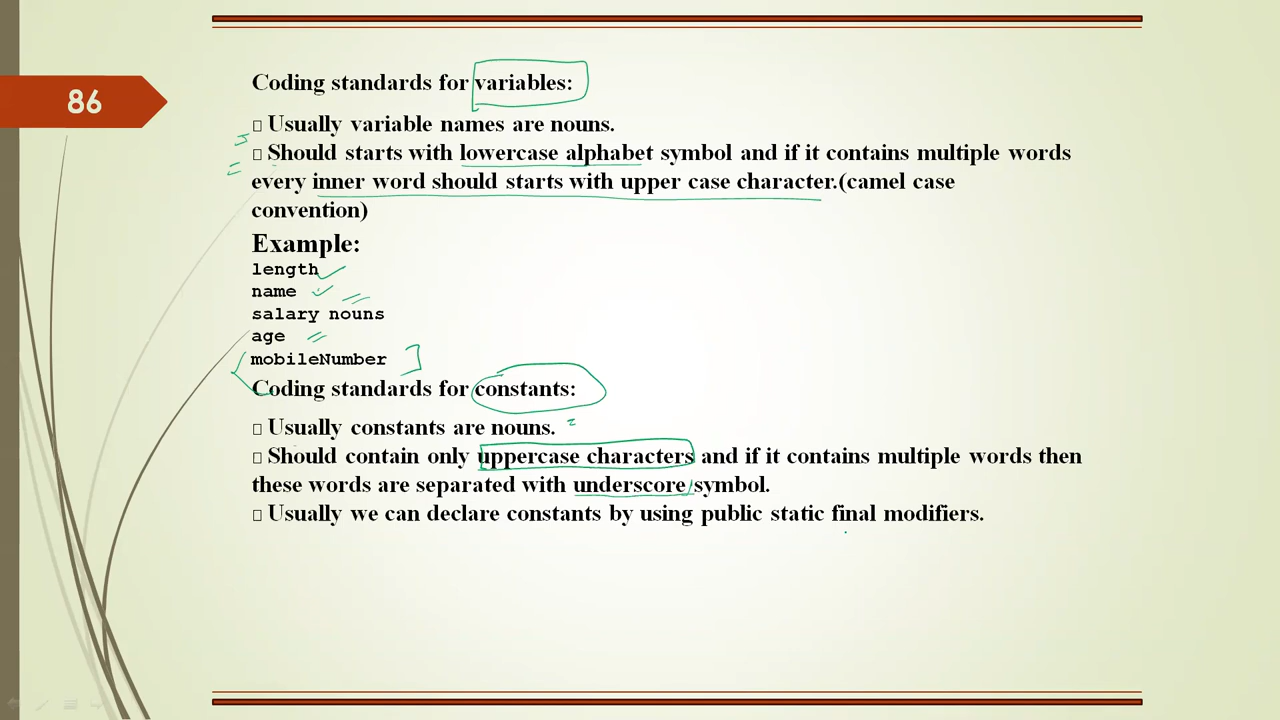 86
Coding standards for variables:
Usually variable names are nouns.
Should starts with lowercase alphabet symbol and if it contains multiple words
every inner word should starts with upper case character.(camel case
convention)
Example:
length
name
salary nouns
age
mobileNumber
Coding standards for constants:
Usually constants are nouns.
Should contain only uppercase characters and if it contains multiple words then
these words are separated with underscore symbol.
Usually we can declare constants by using public static final modifiers.